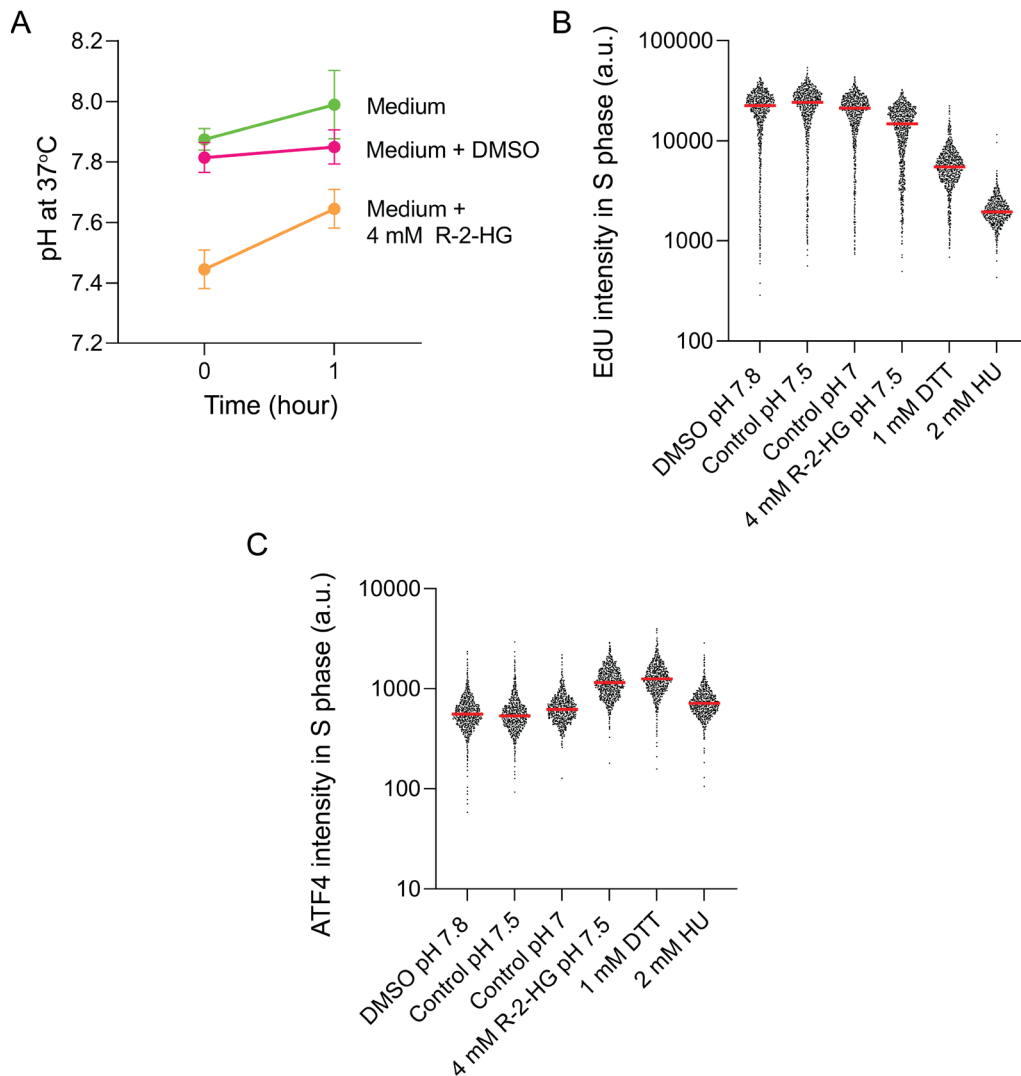 A
8.2
8.0
7.8
7.6
7.4
7.2
pH at 37°C
0
1
Time (hour)
Medium
Medium + DMSO
Medium +
4 mM R-2-HG
B
100000
10000
1000
100
EdU intensity in S phase (a.u.)
DMSO pH 7.8
Control pH 7.5
Control pH 7
4 mM R-2-HG pH 7.5
1 mM DTT
2 mM HU
C
10000
1000
100
10
ATF4 intensity in S phase (a.u.)
DMSO pH 7.8
Control pH 7.5
Control pH 7
4 mM R-2-HG pH 7.5
1 mM DTT
2 mM HU